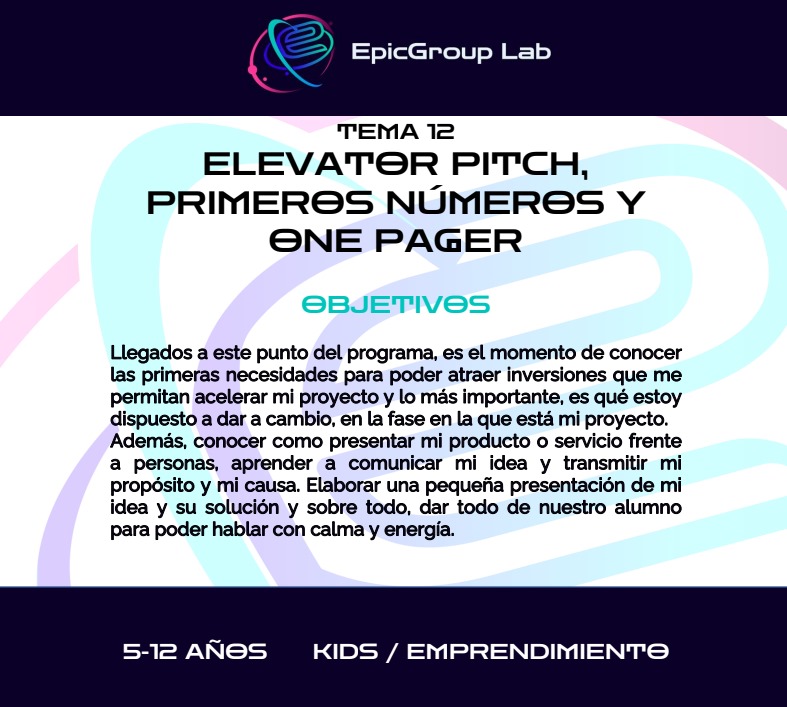 EpicGroup Lab
TEMA 12
ELEVATOR PITCH,
PRIMEROS NÚMEROS Y
ONE PAGER
OBJETIVOS
Llegados a este punto del programa, es el momento de conocer
las primeras necesidades para poder atraer inversiones que me
permitan acelerar mi proyecto y lo más importante, es qué estoy
dispuesto a dar a cambio, en la fase en la que está mi proyecto.
Además, conocer como presentar mi producto o servicio frente
a personas, aprender a comunicar mi idea y transmitir mi
propósito y mi causa. Elaborar una pequeña presentación de mi
idea y su solución y sobre todo, dar todo de nuestro alumno
para poder hablar con calma y energía.
5-12 AÑOS KIDS / EMPRENDIMIENTO